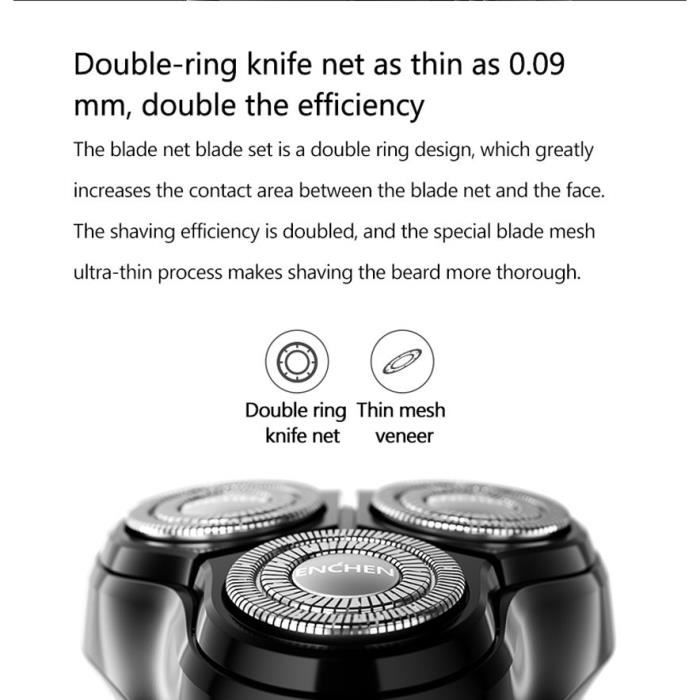 Double-ring knife net as thin as 0.09
mm, double the efficiency
The blade net blade set is a double ring design, which greatly
increases the contact area between the blade net and the face.
The shaving efficiency is doubled, and the special blade mesh
ultra-thin process makes shaving the beard more thorough.
Double ring
knife net
Thin mesh
veneer
ENCHEN